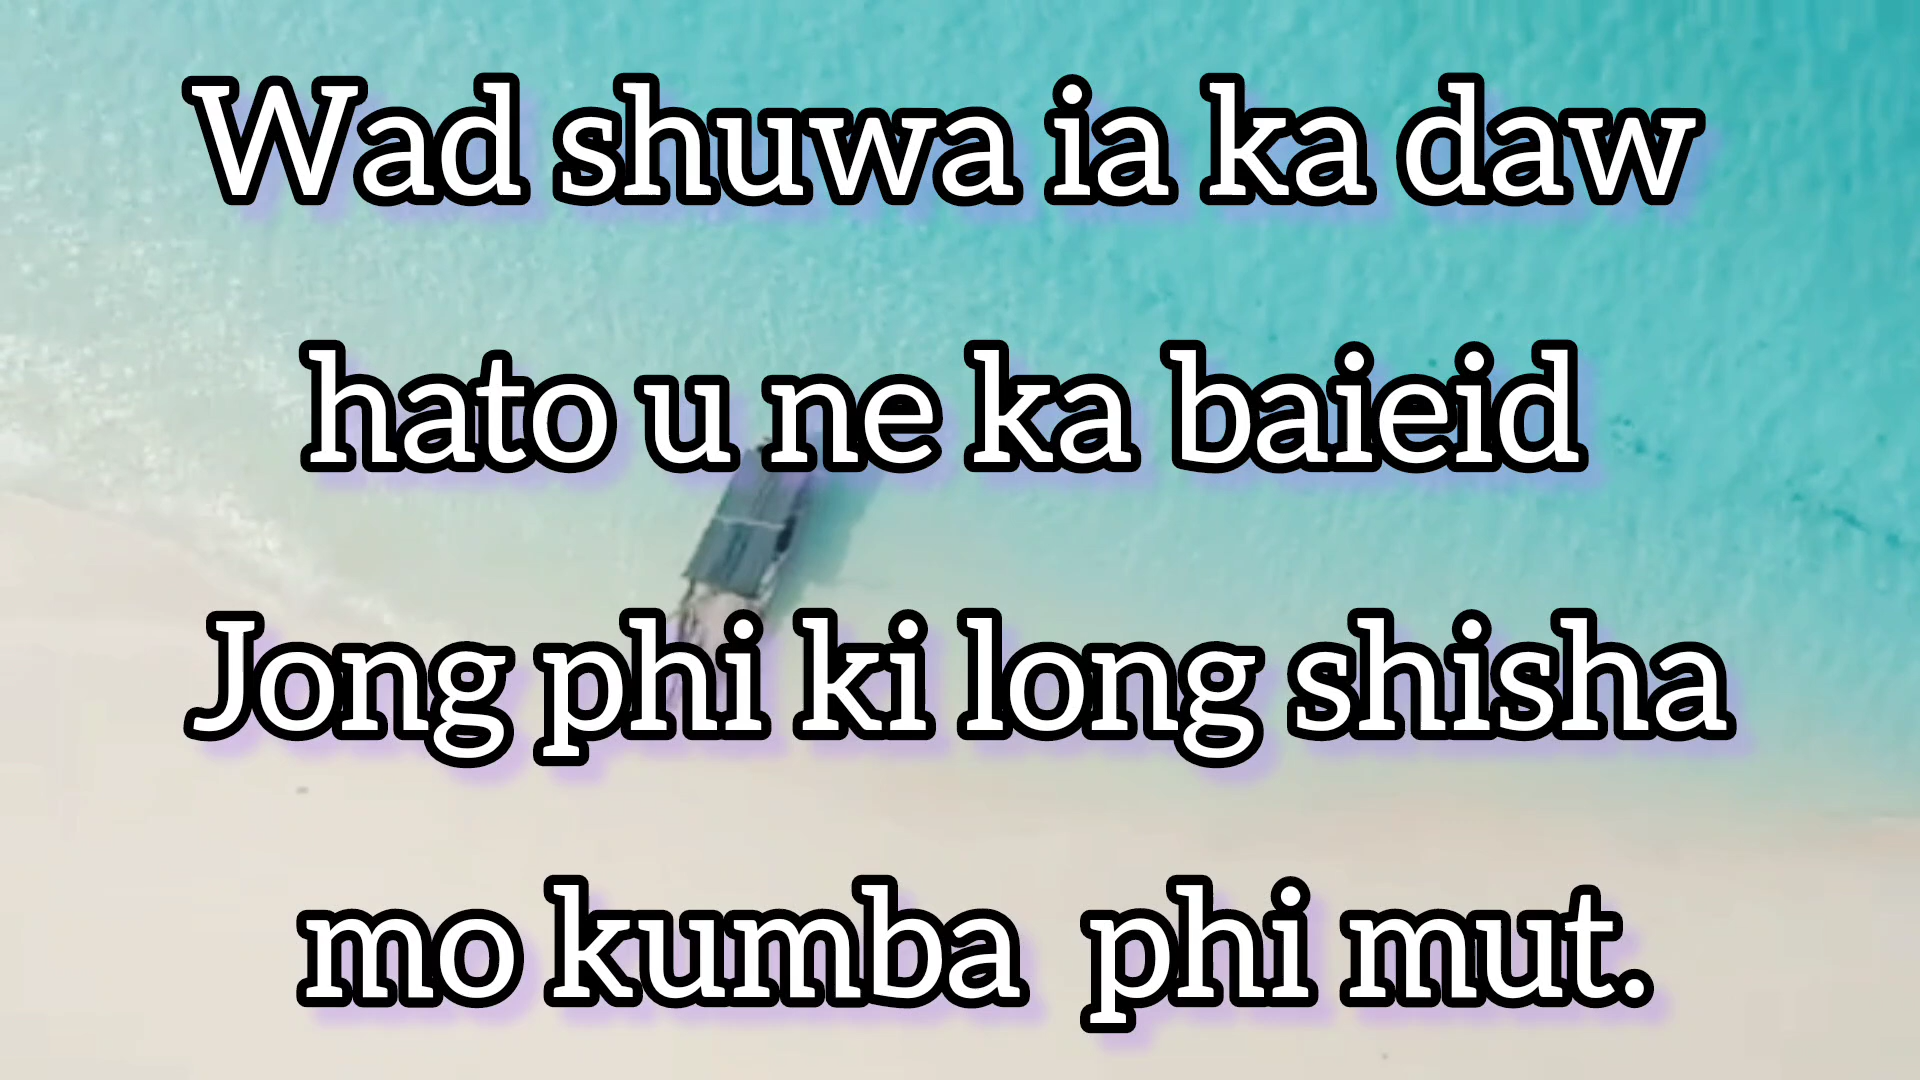 Wad shuwa ia ka daw
hato u ne ka baieid
Jong phi ki long shisha
mo kumba phi mut.